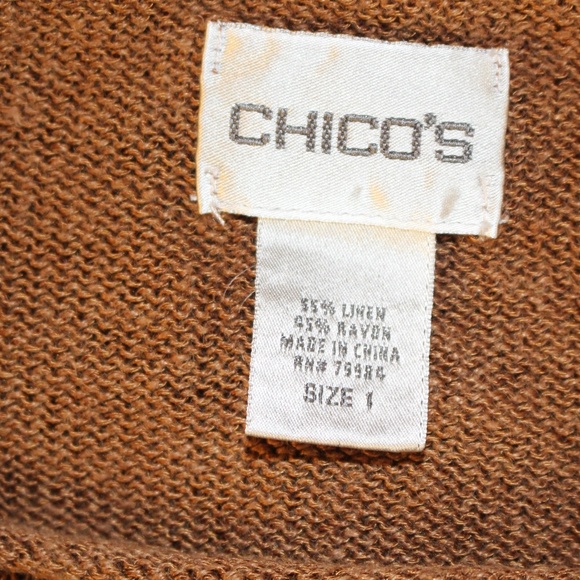 CHICO'S
55% LINEN
45% RAYON
MADE IN CHINA
RN# 79984
SIZE 1